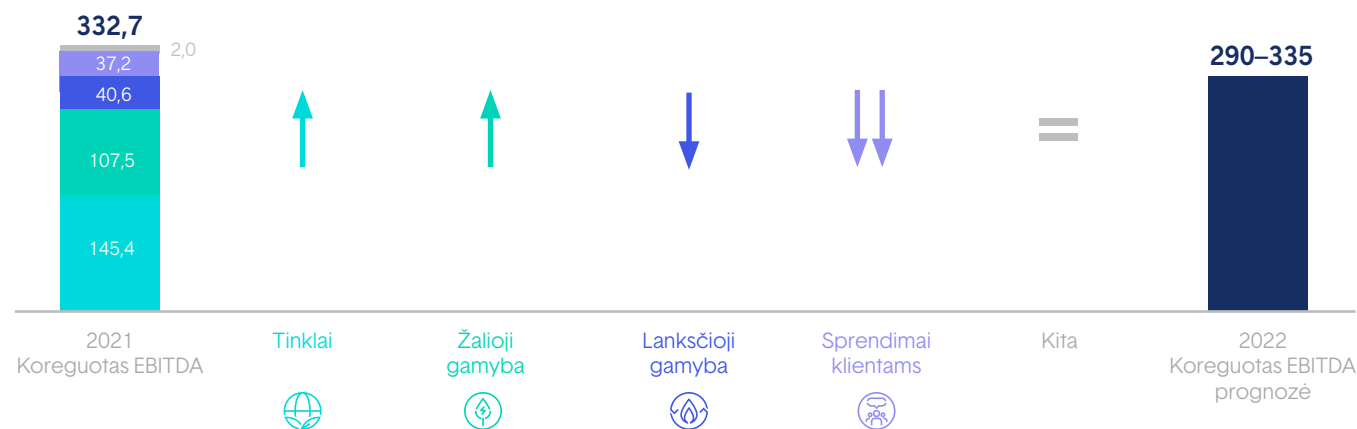 332,7
2,0
37,2
40,6
107,5
145,4
290–335
2021
Koreguotas EBITDA
Tinklai
Žalioji
gamyba
Lanksčioji
gamyba
Sprendimai
klientams
Kita
2022
Koreguotas EBITDA
prognozė